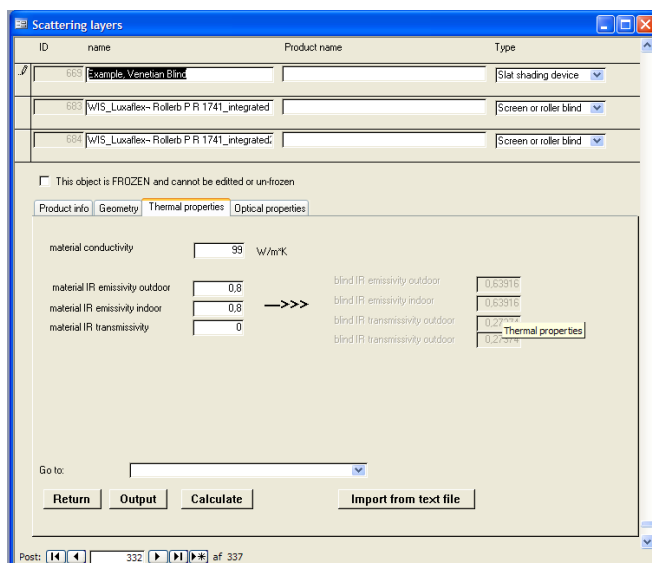 Scattering layers
ID name Product name Type
669 Example, Venetian Blind Slat shading device
683 WIS_Luxaflex¬ Rollerb P R 1741_integrated Screen or roller blind
684 WIS_Luxaflex¬ Rollerb P R 1741_integrated2 Screen or roller blind
This object is FROZEN and cannot be editted or un-frozen
Product info Geometry Thermal properties Optical properties
material conductivity 99 W/m*K
material IR emissivity outdoor 0,8
material IR emissivity indoor 0,8
material IR transmissivity 0
—>>>
blind IR emissivity outdoor 0,63916
blind IR emissivity indoor 0,63916
blind IR transmissivity outdoor
Thermal properties
blind IR transmissivity outdoor 0,27374
Go to:
Return Output Calculate Import from text file
Post: 332 af 337